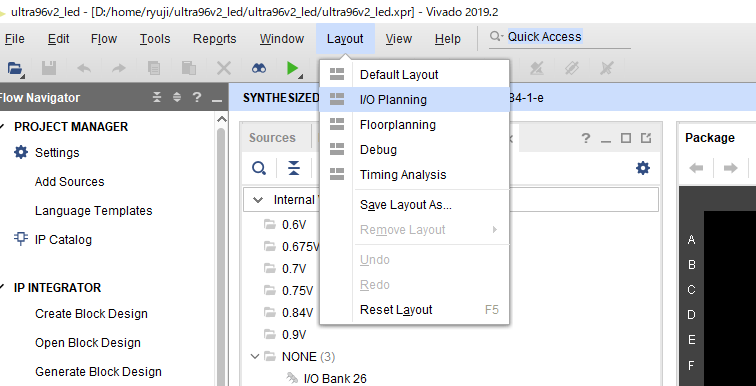 ultra96v2_led - [D:/home/ryuji/ultra96v2_led/ultra96v2_led/ultra96v2_led.xpr] - Vivado 2019.2
File Edit Flow Tools Reports Window Layout View Help Quick Access
Flow Navigator
SYNTHESIZED
84-1-e
PROJECT MANAGER
Settings
Add Sources
Language Templates
IP Catalog
IP INTEGRATOR
Create Block Design
Open Block Design
Generate Block Design
Sources
Internal
0.6V
0.675V
0.7V
0.75V
0.84V
0.9V
NONE (3)
I/O Bank 26
Default Layout
I/O Planning
Floorplanning
Debug
Timing Analysis
Save Layout As...
Remove Layout
Undo
Redo
Reset Layout F5
Package
A
B
C
D
E
F